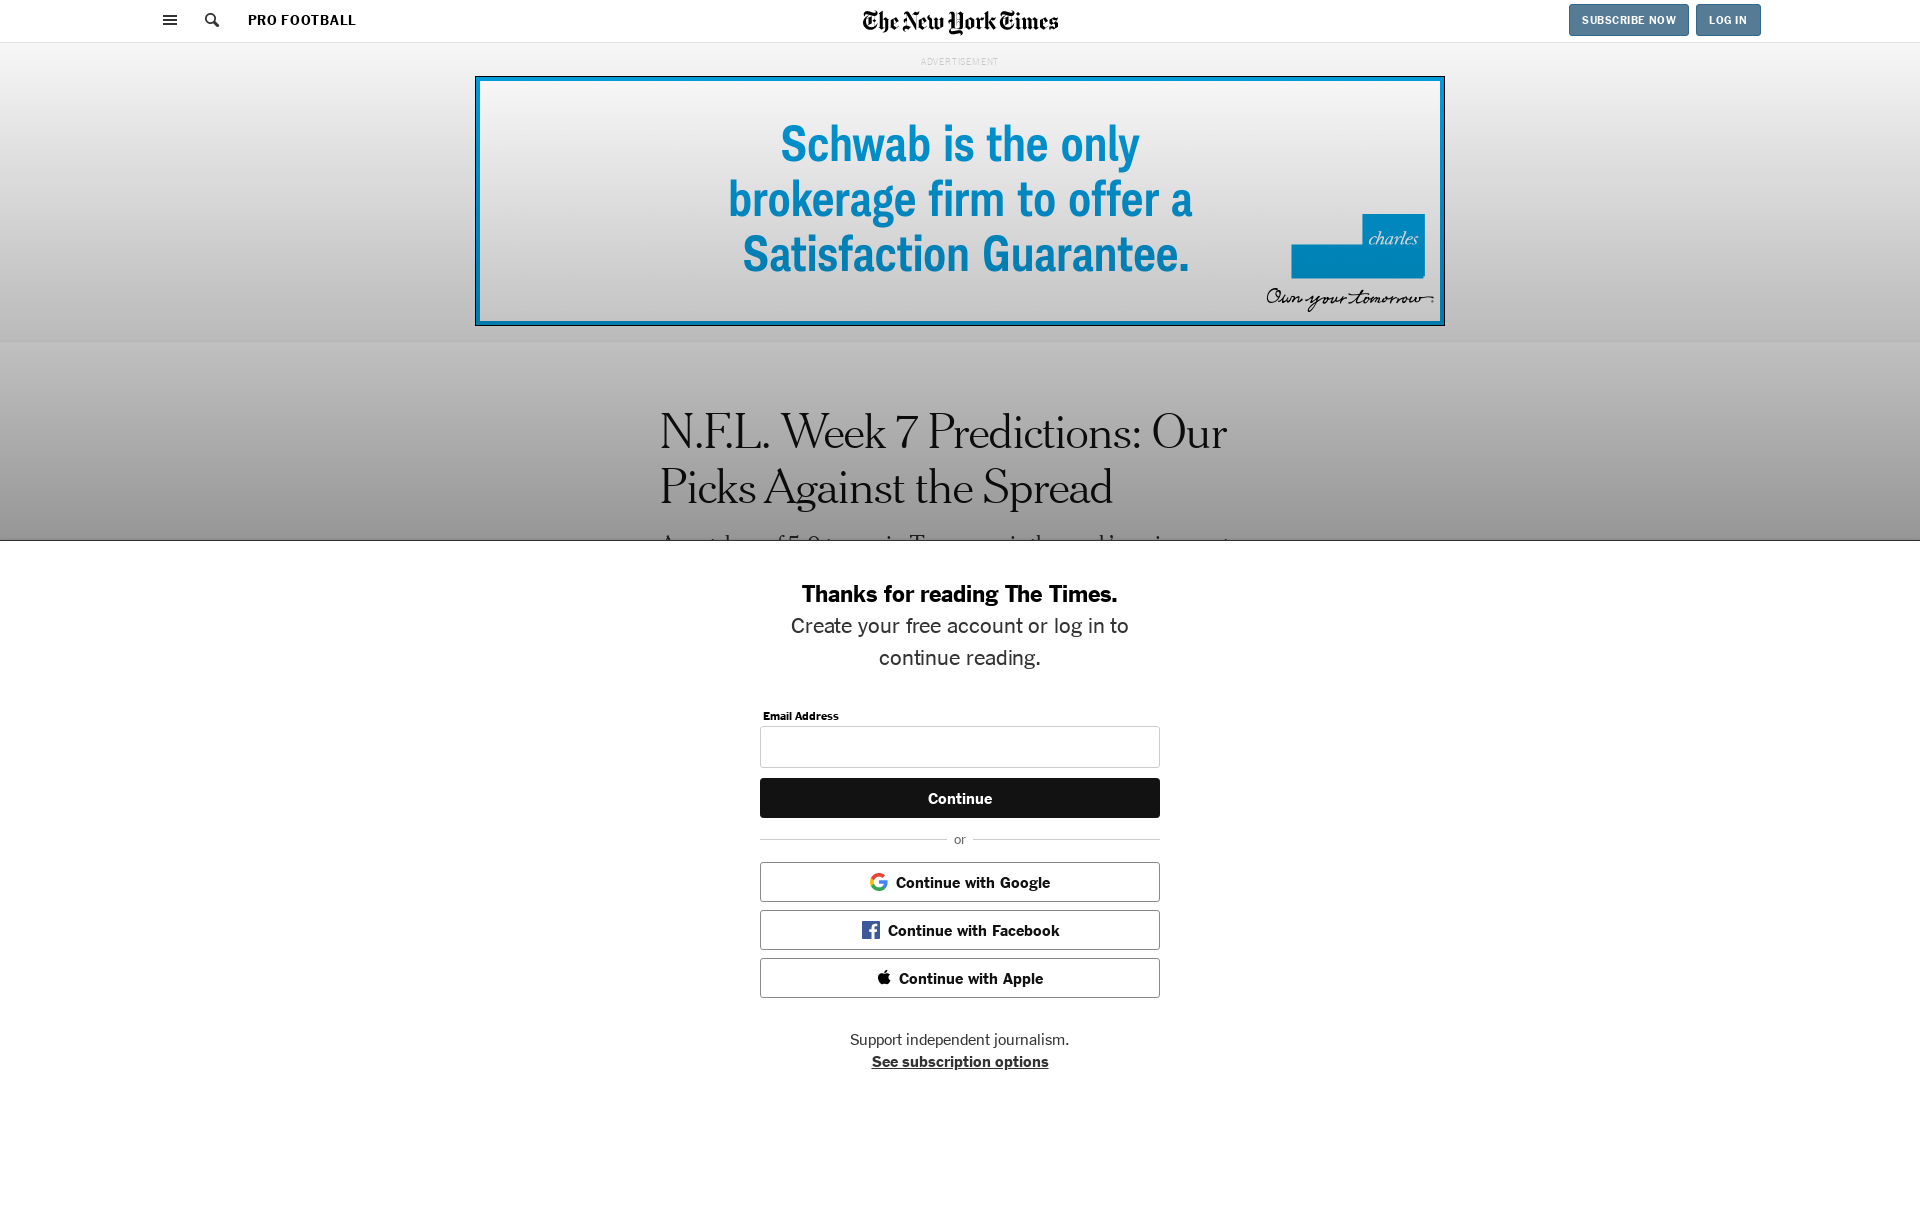 PRO FOOTBALL
The New York Times
SUBSCRIBE NOW
LOG IN
ADVERTISEMENT
Schwab is the only
brokerage firm to offer a
Satisfaction Guarantee.
charles
Own your tomorrow
N.F.L. Week 7 Predictions: Our
Picks Against the Spread
Thanks for reading The Times.
Create your free account or log in to
continue reading.
Email Address
Continue
or
Continue with Google
Continue with Facebook
Continue with Apple
Support independent journalism.
See subscription options